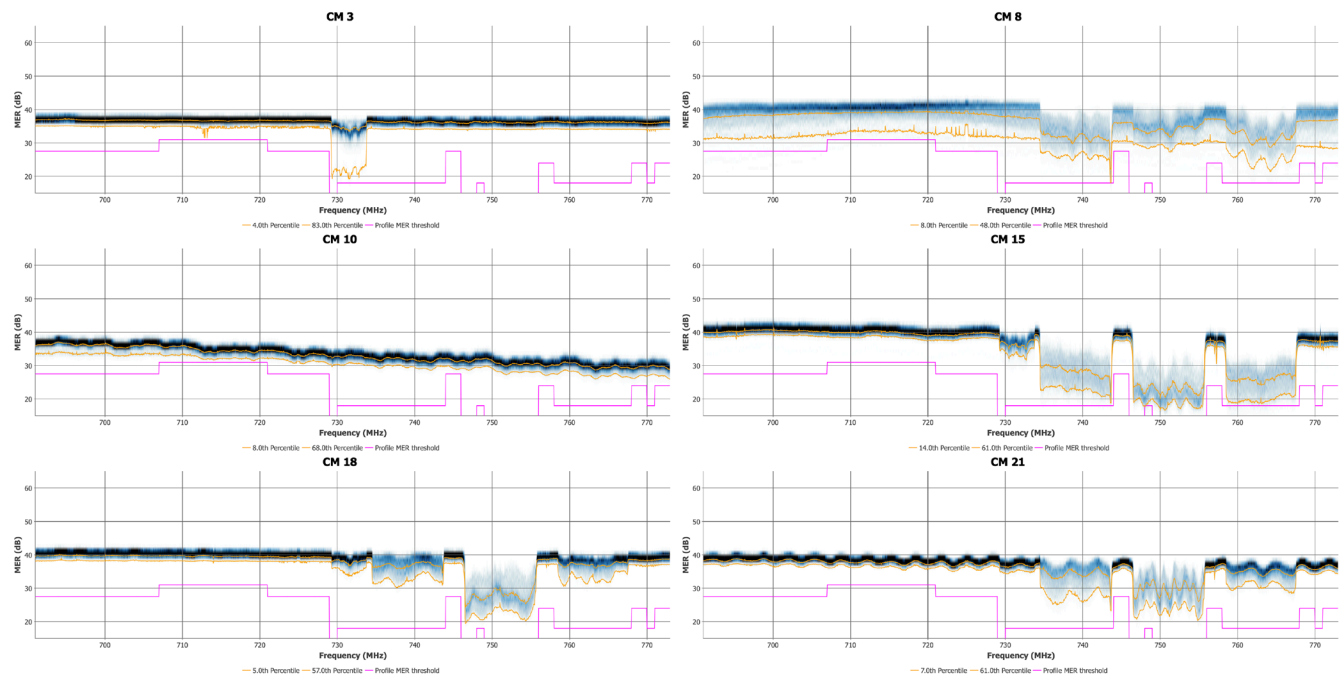 CM 3
MER (dB)
60
50
40
30
20
700 710 720 730 740 750 760 770
Frequency (MHz)
4.0th Percentile 83.0th Percentile Profile MER threshold
CM 8
MER (dB)
60
50
40
30
20
700 710 720 730 740 750 760 770
Frequency (MHz)
8.0th Percentile 48.0th Percentile Profile MER threshold
CM 10
MER (dB)
60
50
40
30
20
700 710 720 730 740 750 760 770
Frequency (MHz)
8.0th Percentile 68.0th Percentile Profile MER threshold
CM 15
MER (dB)
60
50
40
30
20
700 710 720 730 740 750 760 770
Frequency (MHz)
14.0th Percentile 61.0th Percentile Profile MER threshold
CM 18
MER (dB)
60
50
40
30
20
700 710 720 730 740 750 760 770
Frequency (MHz)
5.0th Percentile 57.0th Percentile Profile MER threshold
CM 21
MER (dB)
60
50
40
30
20
700 710 720 730 740 750 760 770
Frequency (MHz)
7.0th Percentile 61.0th Percentile Profile MER threshold